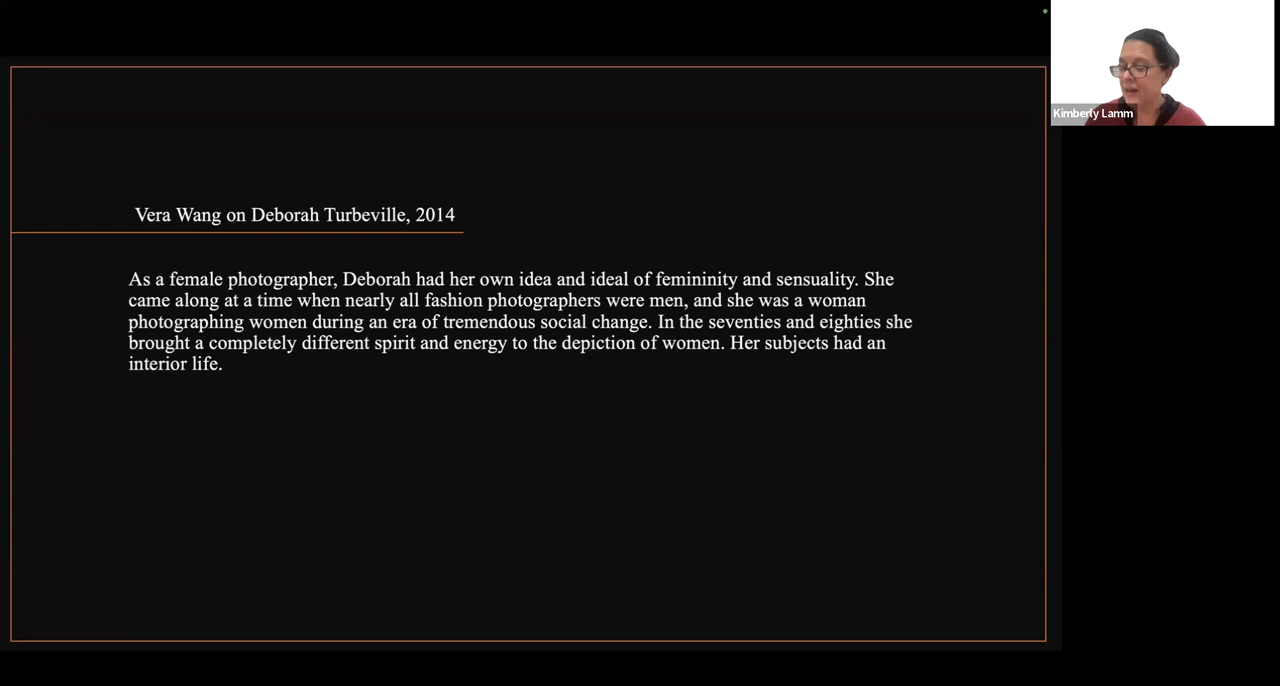 Kimberly Lamm
Vera Wang on Deborah Turbeville, 2014
As a female photographer, Deborah had her own idea and ideal of femininity and sensuality. She
came along at a time when nearly all fashion photographers were men, and she was a woman
photographing women during an era of tremendous social change. In the seventies and eighties she
brought a completely different spirit and energy to the depiction of women. Her subjects had an
interior life.